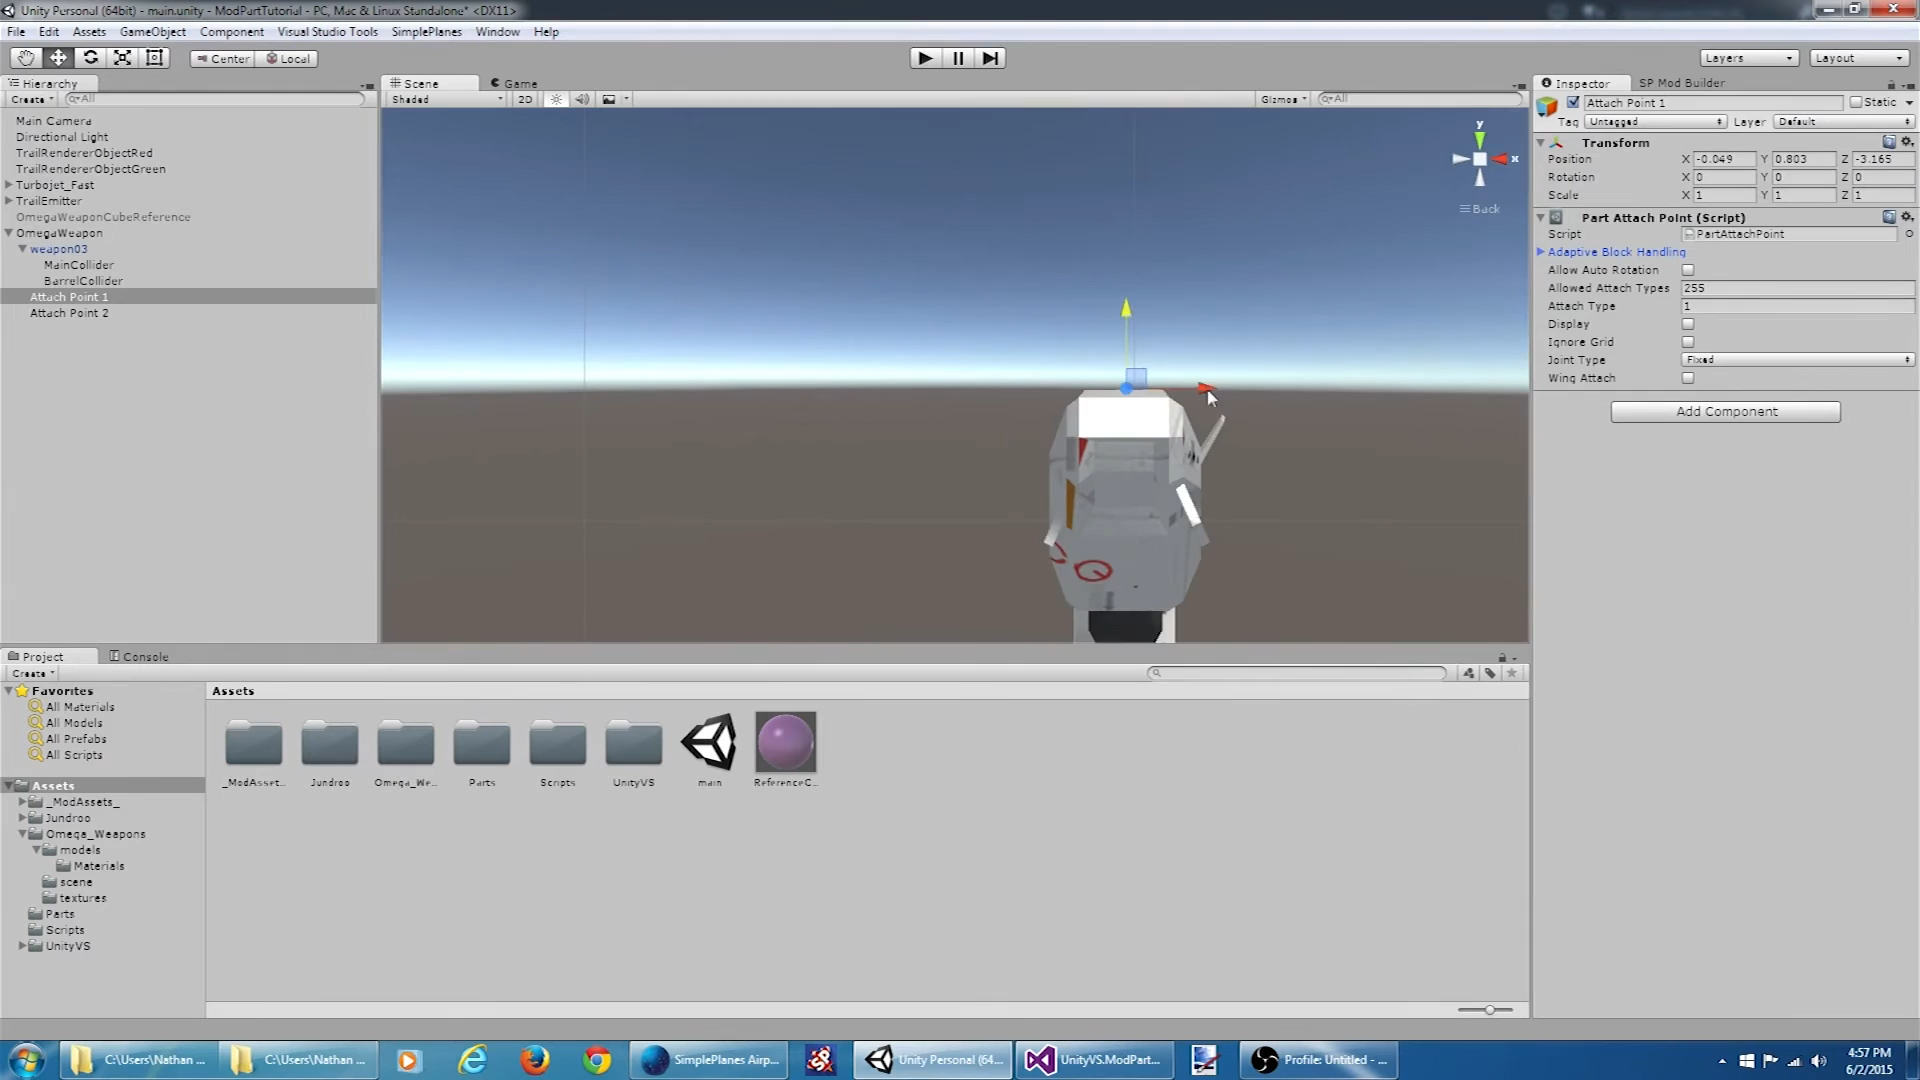 Unity Personal (64bit) - main.unity - ModPartTutorial - PC, Mac & Linux Standalone* <DX11>
File Edit Assets GameObject Component Visual Studio Tools SimplePlanes Window Help
Center Local
Layers Layout
Hierarchy
Create All
Main Camera
Directional Light
TrailRendererObjectRed
TrailRendererObjectGreen
Turbojet_Fast
TrailEmitter
OmegaWeaponCubeReference
OmegaWeapon
weapon03
MainCollider
BarrelCollider
Attach Point 1
Attach Point 2
Scene Game
Shaded 2D Gizmos All
y
x
Back
Inspector SP Mod Builder
Attach Point 1 Static
Tag Untagged Layer Default
Transform
Position X -0.049 Y 0.803 Z -3.165
Rotation X 0 Y 0 Z 0
Scale X 1 Y 1 Z 1
Part Attach Point (Script)
Script PartAttachPoint
Adaptive Block Handling
Allow Auto Rotation
Allowed Attach Types 255
Attach Type 1
Display
Ignore Grid
Joint Type Fixed
Wing Attach
Add Component
Project Console
Create
Favorites
All Materials
All Models
All Prefabs
All Scripts
Assets
_ModAssets_
Jundroo
Omega_Weapons
models
Materials
scene
textures
Parts
Scripts
UnityVS
Assets
_ModAsset... Jundroo Omega_We... Parts Scripts UnityVS main ReferenceC...
C:\Users\Nathan ... C:\Users\Nathan ... SimplePlanes Airp... Unity Personal (64... UnityVS.ModPart... Profile: Untitled - ...
4:57 PM
6/2/2015